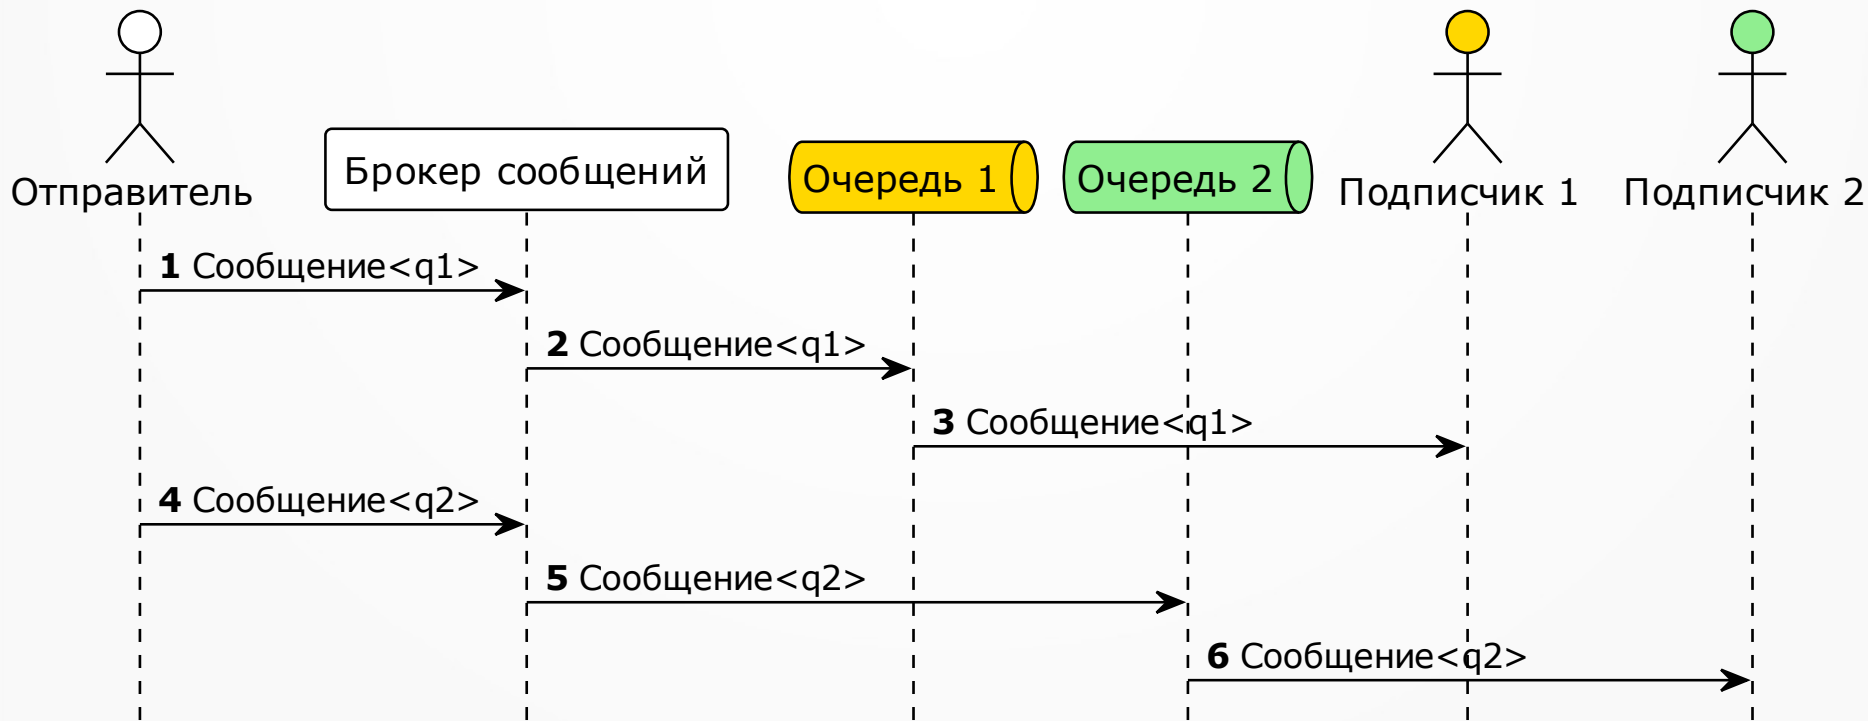 Отправитель
Брокер сообщений
Очередь 1
Очередь 2
Подписчик 1
Подписчик 2
1 Сообщение<q1>
2 Сообщение<q1>
3 Сообщение<q1>
4 Сообщение<q2>
5 Сообщение<q2>
6 Сообщение<q2>